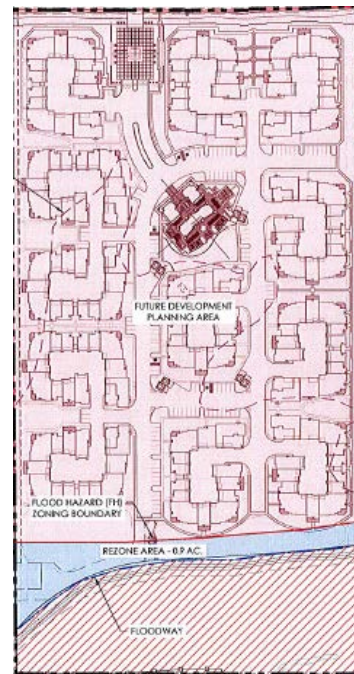 FUTURE DEVELOPMENT
PLANNING AREA
FLOOD HAZARD (FH)
ZONING BOUNDARY
REZONE AREA - 0.9 AC.
FLOODWAY